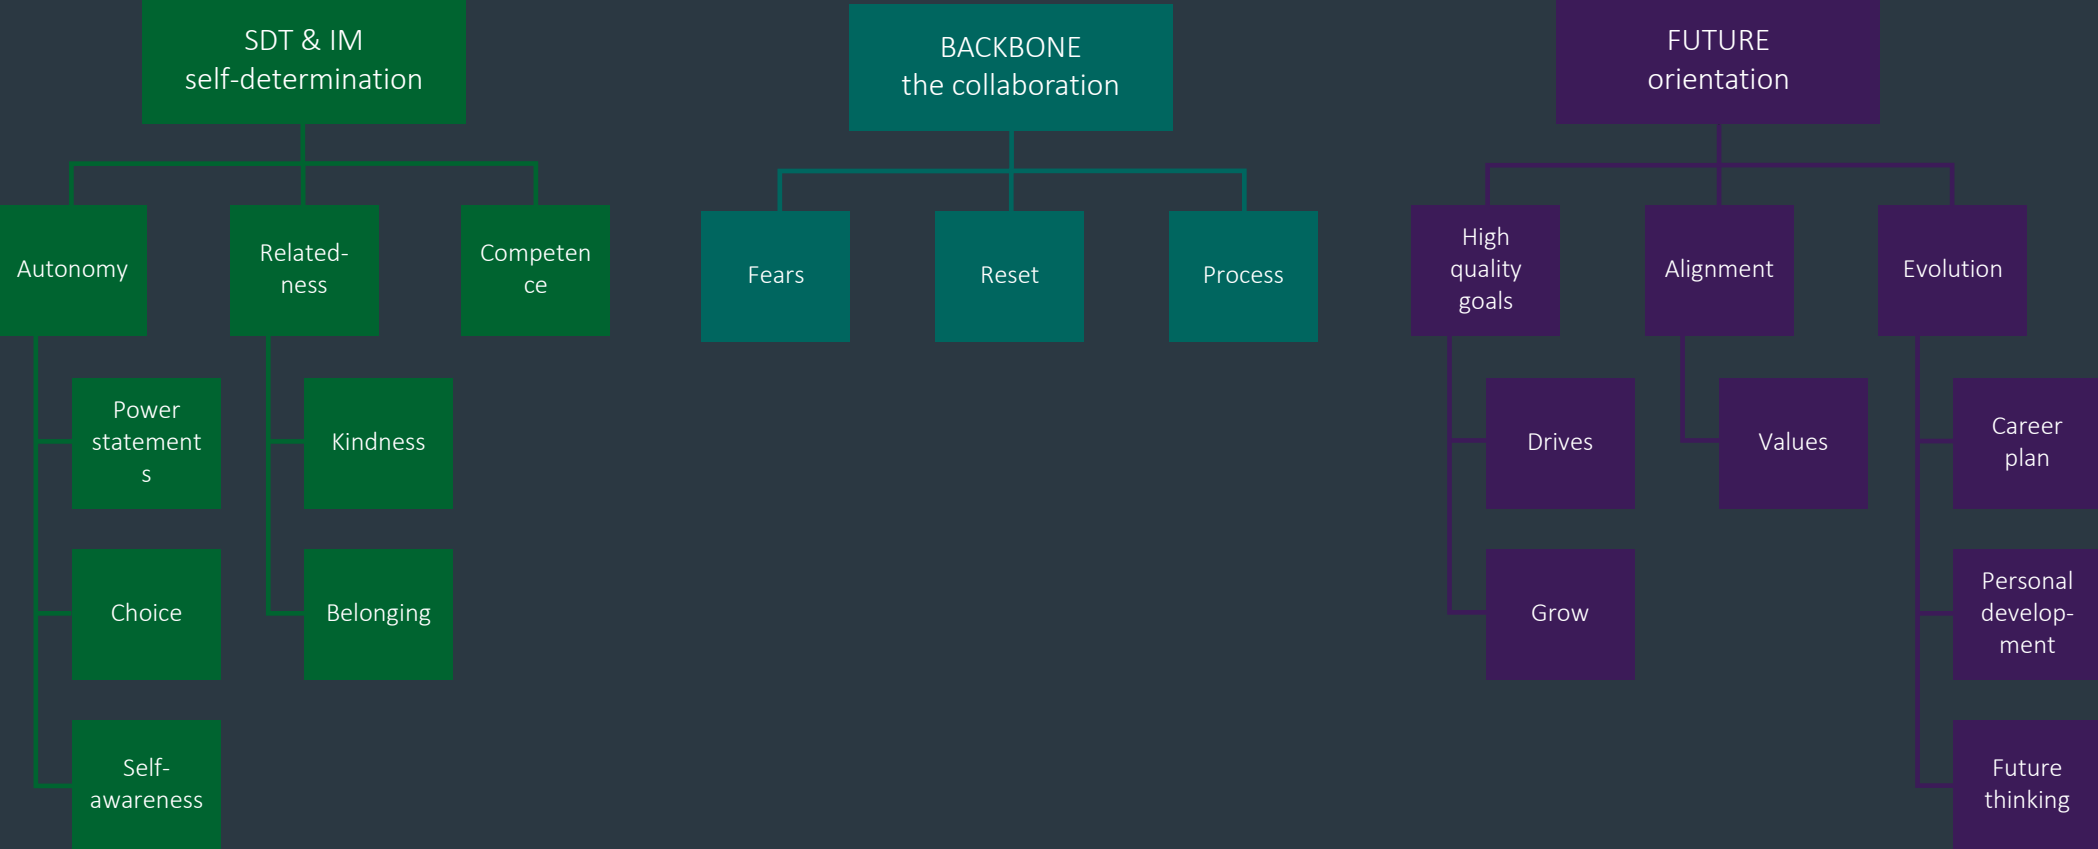 SDT & IM
self-determination
Autonomy
Power
statement
s
Choice
Self-
awareness
Related-
ness
Kindness
Belonging
Competen
ce
BACKBONE
the collaboration
Fears
Reset
Process
FUTURE
orientation
High
quality
goals
Drives
Grow
Alignment
Values
Evolution
Career
plan
Personal
develop-
ment
Future
thinking